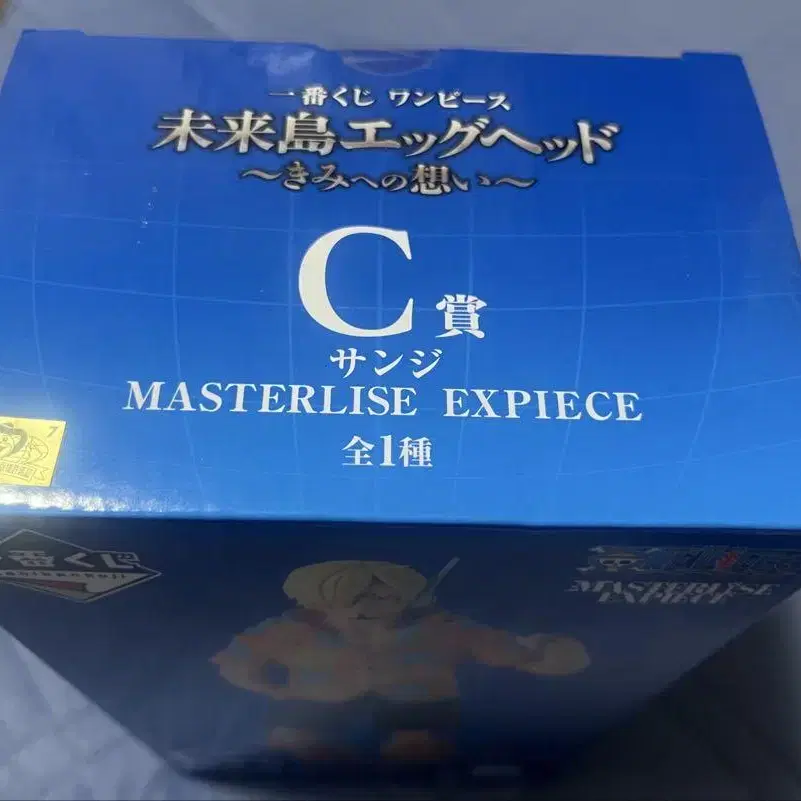 一番くじ ワンピース
未来島エッグヘッド
～きみへの想い～
C賞
サンジ
MASTERLISE EXPIECE
全1種
7
MASTERLISE
EXPIECE